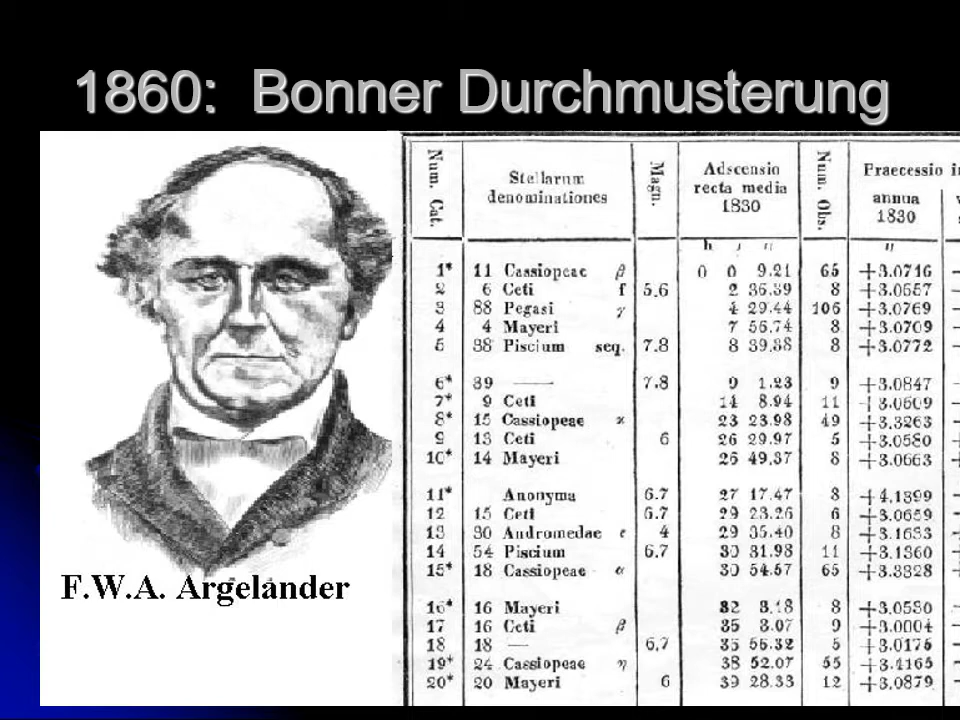 1860: Bonner Durchmusterung
F.W.A. Argelander
Num. Cat. Stellarum denominationes Magn. Adscensio recta media 1830 Num. Obs. Praecessio in
annua 1830
h ′ ″ ″
1* 11 Cassiopeae β 0 0 9.21 65 +3.0716
2 6 Ceti f 5.6 2 36.39 8 +3.0657
3 88 Pegasi γ 4 29.44 106 +3.0769
4 4 Mayeri 7 56.74 8 +3.0709
5 38 Piscium seq. 7.8 8 39.38 8 +3.0772
6* 39 — 7.8 9 1.23 9 +3.0847
7* 9 Ceti 14 8.94 11 +3.0609
8* 15 Cassiopeae κ 23 23.98 49 +3.3263
9 13 Ceti 6 26 29.97 5 +3.0580
10* 14 Mayeri 26 49.37 8 +3.0663
11* Anonyma 6.7 27 17.47 8 +4.1399
12 15 Ceti 6.7 29 23.26 6 +3.0659
13 30 Andromedae ε 4 29 35.40 8 +3.1633
14 54 Piscium 6.7 30 31.98 11 +3.1360
15* 18 Cassiopeae α 30 54.57 65 +3.3328
16* 16 Mayeri 32 3.18 8 +3.0530
17 16 Ceti β 35 3.07 9 +3.0004
18 18 — 6.7 35 55.32 5 +3.0175
19* 24 Cassiopeae η 38 52.07 55 +3.4165
20* 20 Mayeri 6 39 28.33 12 +3.0879